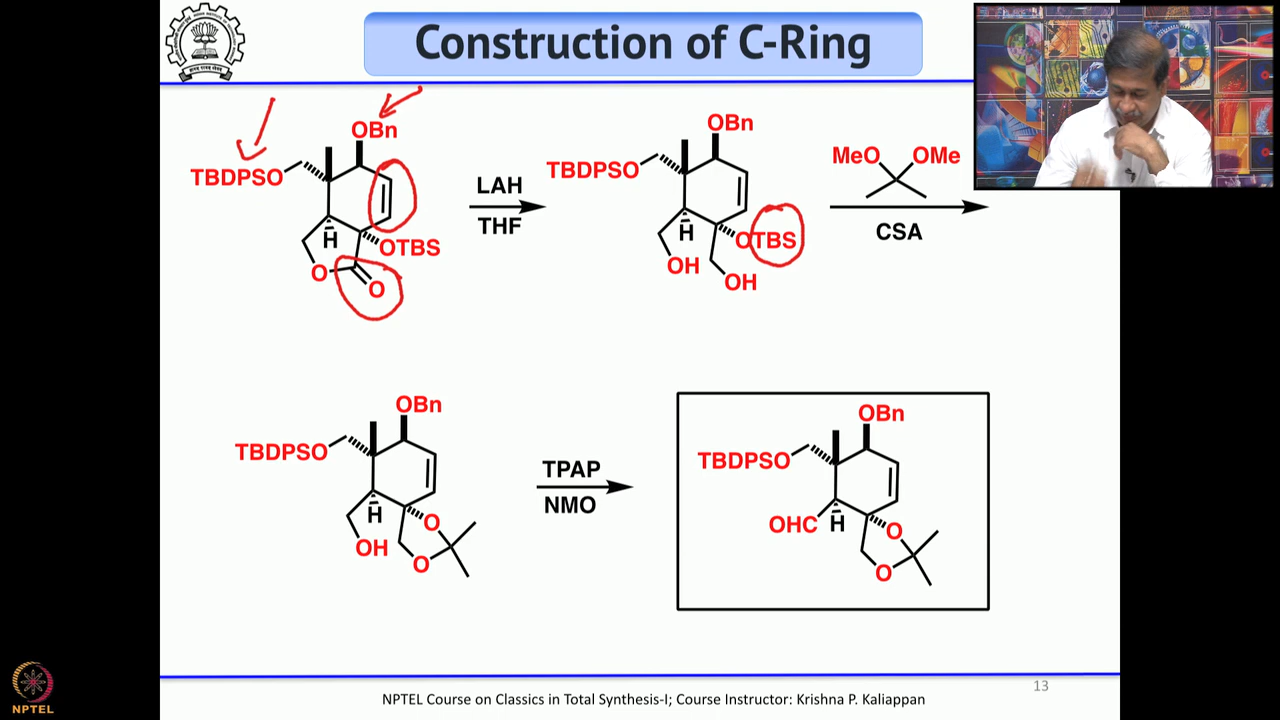 Construction of C-Ring
OBn
TBDPSO
H
OTBS
O
O
LAH
THF
OBn
TBDPSO
H
OTBS
OH
OH
MeO
OMe
CSA
OBn
TBDPSO
H
O
OH
O
TPAP
NMO
OBn
TBDPSO
OHC
H
O
O
13
NPTEL Course on Classics in Total Synthesis-I; Course Instructor: Krishna P. Kaliappan
NPTEL